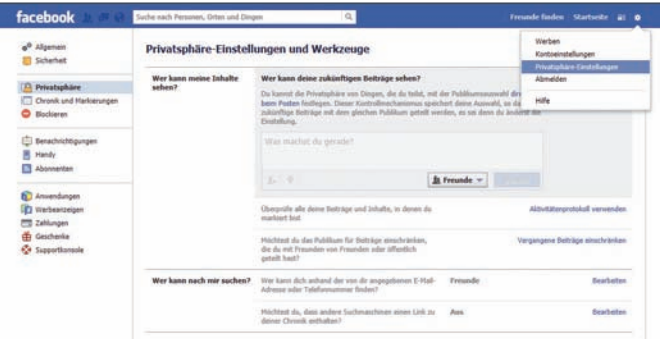 facebook
Suche nach Personen, Orten und Dingen
Freunde finden
Startseite
Werben
Kontoeinstellungen
Privatsphäre-Einstellungen
Abmelden
Hilfe
Allgemein
Sicherheit
Privatsphäre
Chronik und Markierungen
Blockieren
Benachrichtigungen
Handy
Abonnenten
Anwendungen
Werbeanzeigen
Zahlungen
Geschenke
Supportkonsole
Privatsphäre-Einstellungen und Werkzeuge
Wer kann meine Inhalte
sehen?
Wer kann deine zukünftigen Beiträge sehen?
Du kannst die Privatsphäre von Dingen, die du teilst, mit der Publikumsauswahl
beim Posten festlegen. Dieser Kontrollmechanismus speichert deine Auswahl, so
zukünftige Beiträge mit dem gleichen Publikum geteilt werden, es sei denn du änderst die
Einstellung.
Was machst du gerade?
Freunde
Überprüfe alle deine Beiträge und Inhalte, in denen du
markiert bist
Aktivitätenprotokoll verwenden
Möchtest du das Publikum für Beiträge einschränken,
die du mit Freunden von Freunden oder öffentlich
geteilt hast?
Vergangene Beiträge einschränken
Wer kann nach mir suchen?
Wer kann dich anhand der von dir angegebenen E-Mail-
Adresse oder Telefonnummer finden?
Freunde
Bearbeiten
Möchtest du, dass andere Suchmaschinen einen Link zu
deiner Chronik enthalten?
Aus
Bearbeiten